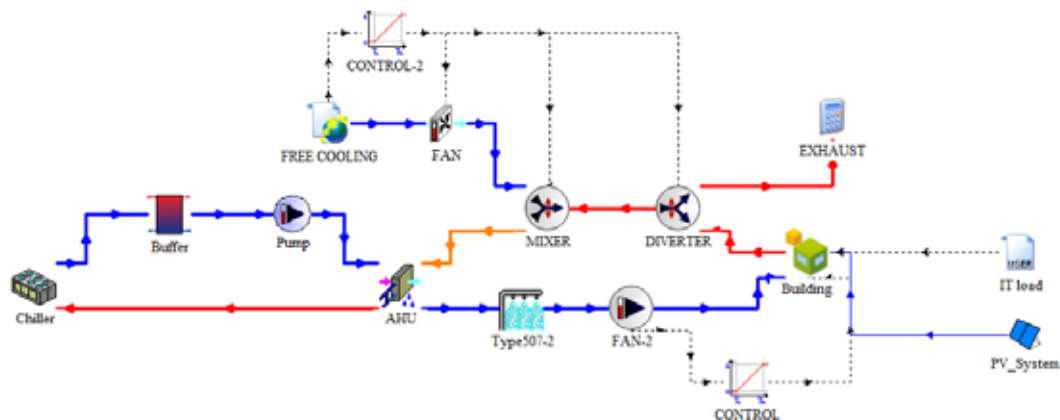 CONTROL-2
FREE COOLING
FAN
EXHAUST
Buffer
Pump
MIXER
DIVERTER
Chiller
AHU
Type507-2
FAN-2
Building
USER
IT load
PV_System
CONTROL